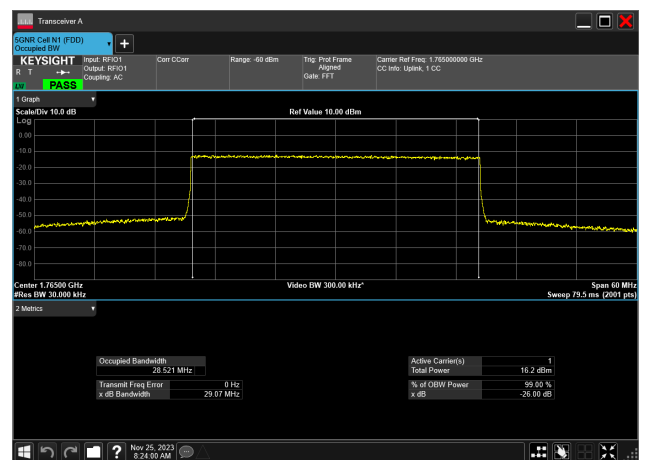 Transceiver A
5GNR Cell N1 (FDD)
Occupied BW
KEYSIGHT
R T
LV PASS
Input: RFIO1
Output: RFIO1
Coupling: AC
Corr CCorr
Range: -60 dBm
Trig: Prot Frame
Aligned
Gate: FFT
Carrier Ref Freq: 1.765000000 GHz
CC Info: Uplink, 1 CC
1 Graph
Scale/Div 10.0 dB
Ref Value 10.00 dBm
Log
0.00
-10.0
-20.0
-30.0
-40.0
-50.0
-60.0
-70.0
-80.0
Center 1.76500 GHz
Video BW 300.00 kHz^
Span 60 MHz
#Res BW 30.000 kHz
Sweep 79.5 ms (2001 pts)
2 Metrics
Occupied Bandwidth
28.521 MHz
Transmit Freq Error 0 Hz
x dB Bandwidth 29.07 MHz
Active Carrier(s) 1
Total Power 16.2 dBm
% of OBW Power 99.00 %
x dB -26.00 dB
Nov 25, 2023
8:24:00 AM